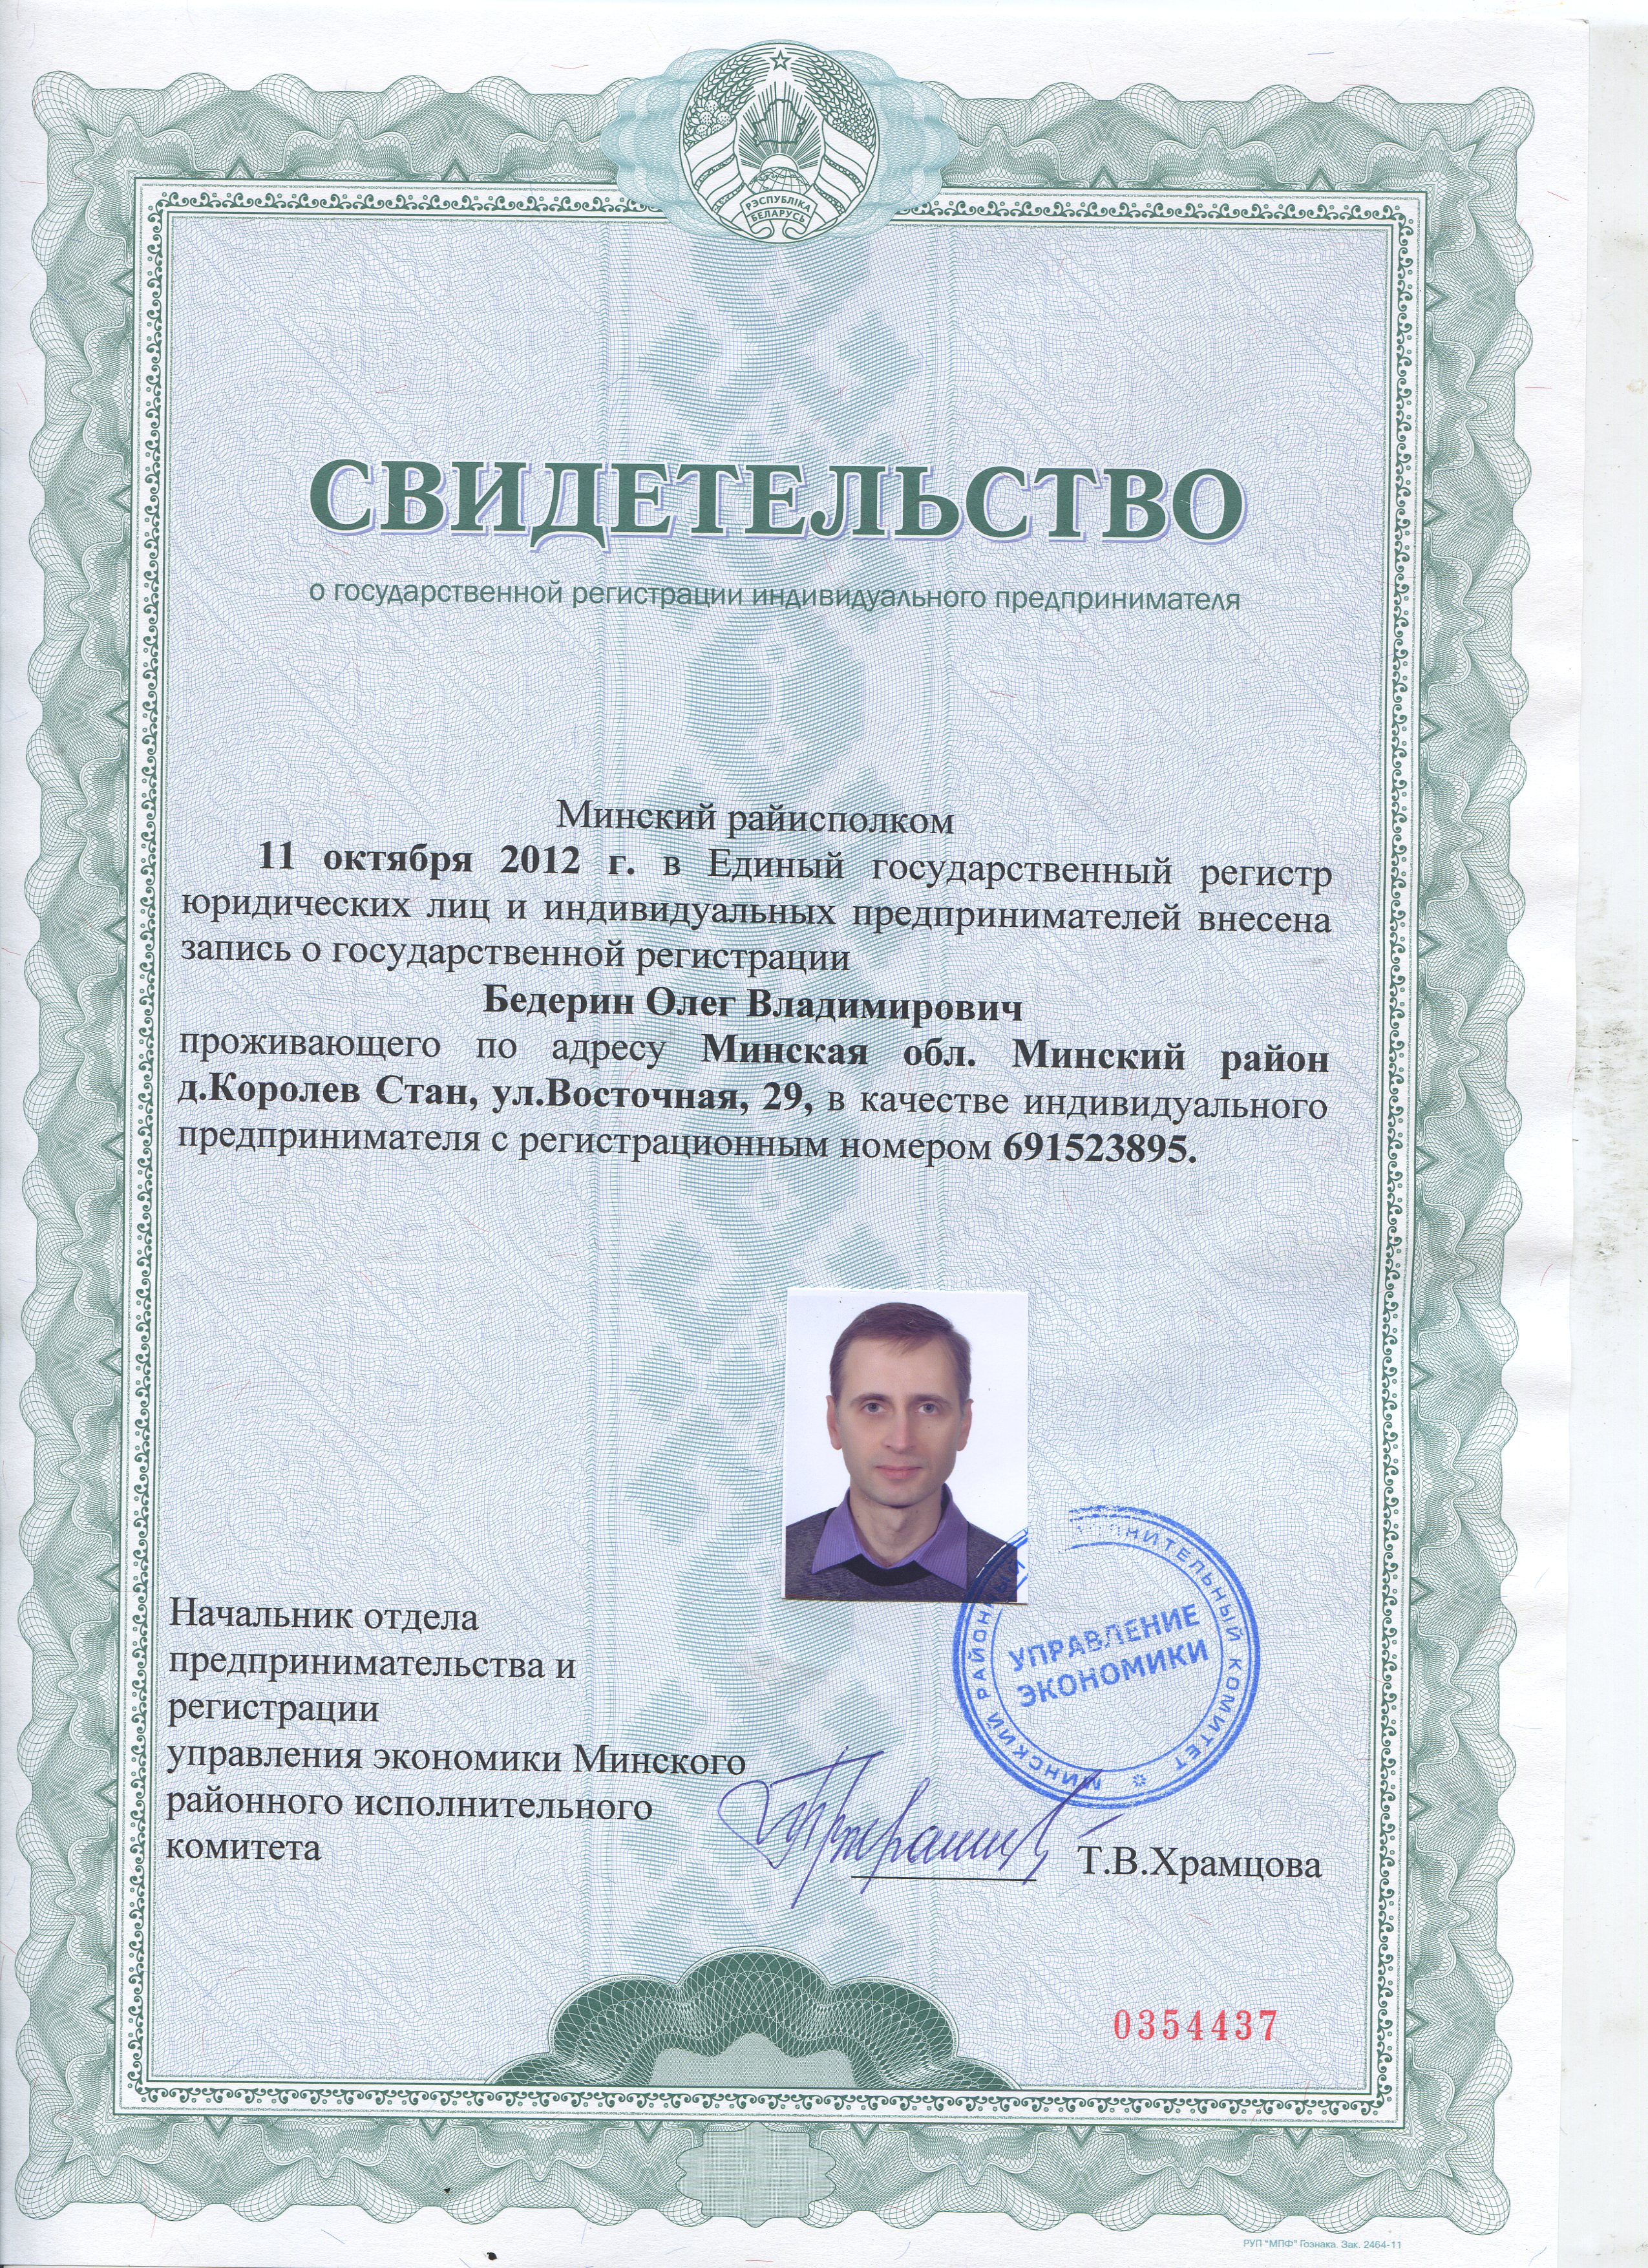 РЭСПУБЛІКА
БЕЛАРУСЬ
СВИДЕТЕЛЬСТВО
о государственной регистрации индивидуального предпринимателя
Минский райисполком
11 октября 2012 г. в Единый государственный регистр
юридических лиц и индивидуальных предпринимателей внесена
запись о государственной регистрации
Бедерин Олег Владимирович
проживающего по адресу Минская обл. Минский район
д.Королев Стан, ул.Восточная, 29, в качестве индивидуального
предпринимателя с регистрационным номером 691523895.
МИНСКИЙ РАЙОННЫЙ КОМИТЕТ
УПРАВЛЕНИЕ
ЭКОНОМИКИ
Начальник отдела
предпринимательства и
регистрации
управления экономики Минского
районного исполнительного
комитета
Т.В.Храмцова
0354437
РУП "МПФ" Гознака. Зак. 2464-11